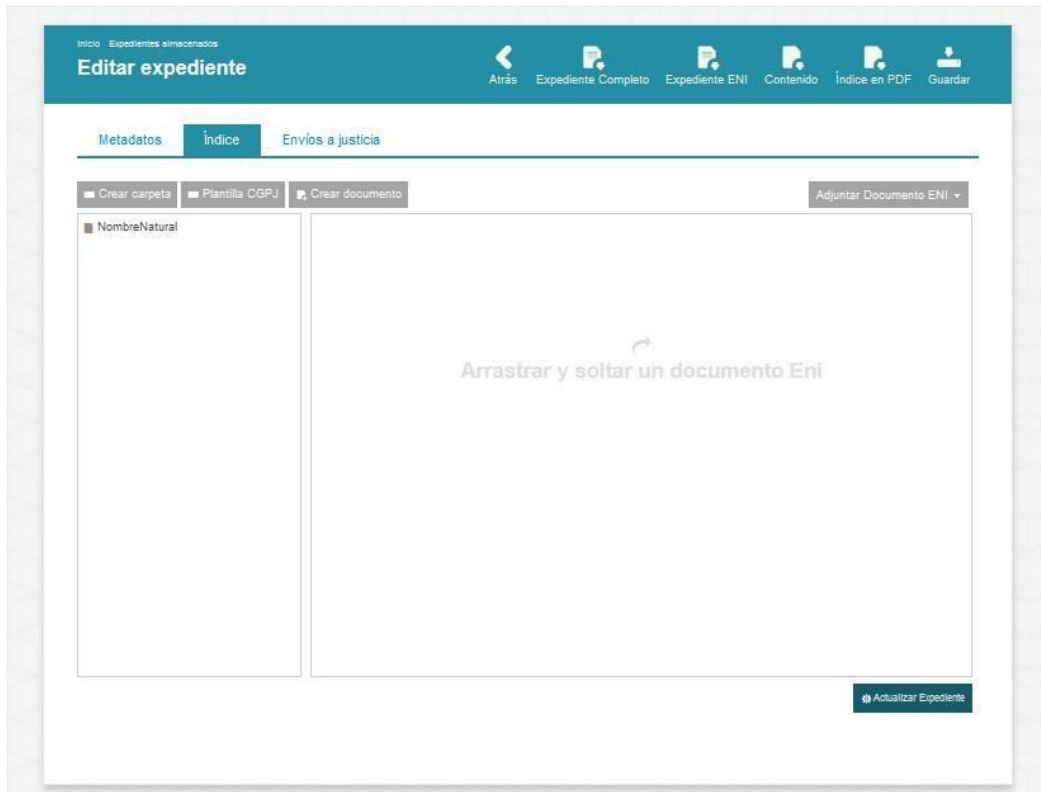 Inicio Expedientes almacenados
Editar expediente
Atrás Expediente Completo Expediente ENI Contenido Índice en PDF Guardar
Metadatos Índice Envíos a justicia
Crear carpeta Plantilla CGPJ Crear documento Adjuntar Documento ENI
NombreNatural
Arrastrar y soltar un documento Eni
Actualizar Expediente